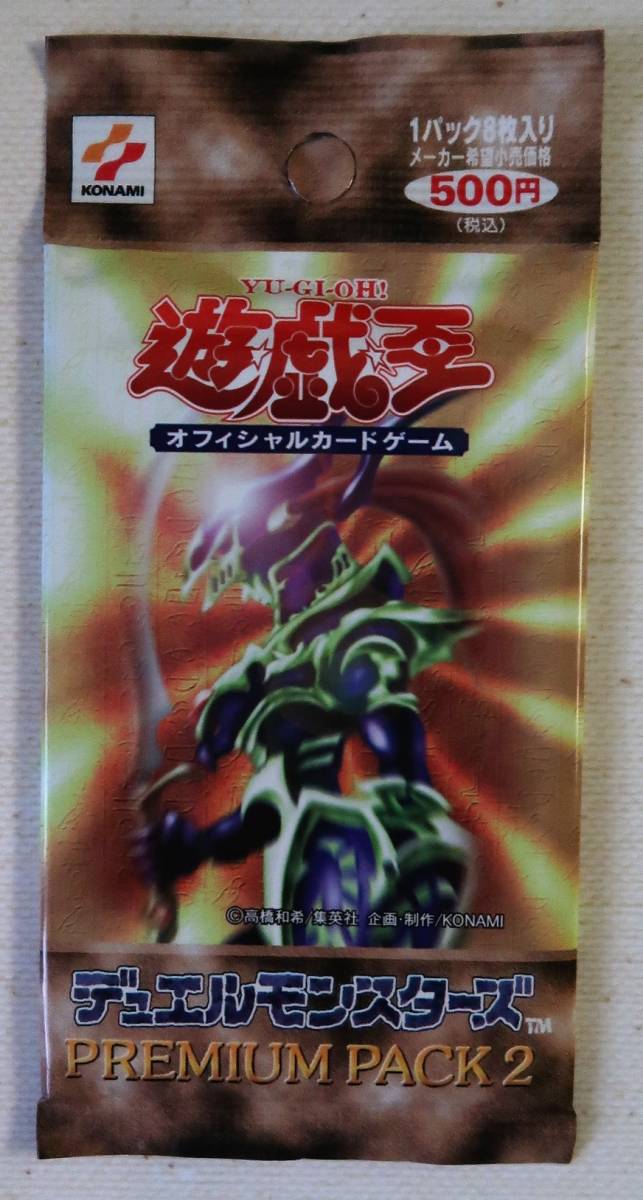 KONAMI
1パック8枚入り
メーカー希望小売価格
500円
(税込)
YU-GI-OH!
遊☆戯☆王
オフィシャルカードゲーム
©高橋和希/集英社 企画・制作/KONAMI
デュエルモンスターズ™
PREMIUM PACK 2